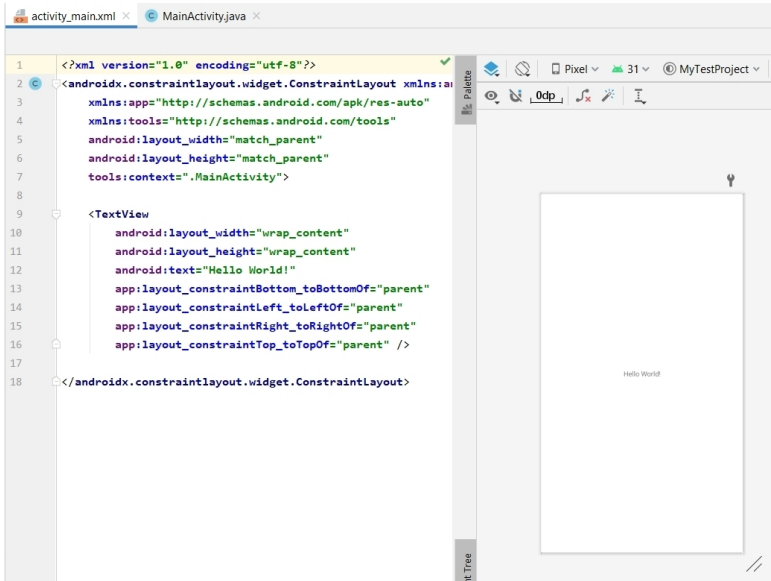 activity_main.xml MainActivity.java
Palette
Pixel 31 MyTestProject
0dp
1 <?xml version="1.0" encoding="utf-8"?>
2 <androidx.constraintlayout.widget.ConstraintLayout xmlns:a
3 xmlns:app="http://schemas.android.com/apk/res-auto"
4 xmlns:tools="http://schemas.android.com/tools"
5 android:layout_width="match_parent"
6 android:layout_height="match_parent"
7 tools:context=".MainActivity">
8
9 <TextView
10 android:layout_width="wrap_content"
11 android:layout_height="wrap_content"
12 android:text="Hello World!"
13 app:layout_constraintBottom_toBottomOf="parent"
14 app:layout_constraintLeft_toLeftOf="parent"
15 app:layout_constraintRight_toRightOf="parent"
16 app:layout_constraintTop_toTopOf="parent" />
17
18 </androidx.constraintlayout.widget.ConstraintLayout>
Hello World!
Tree